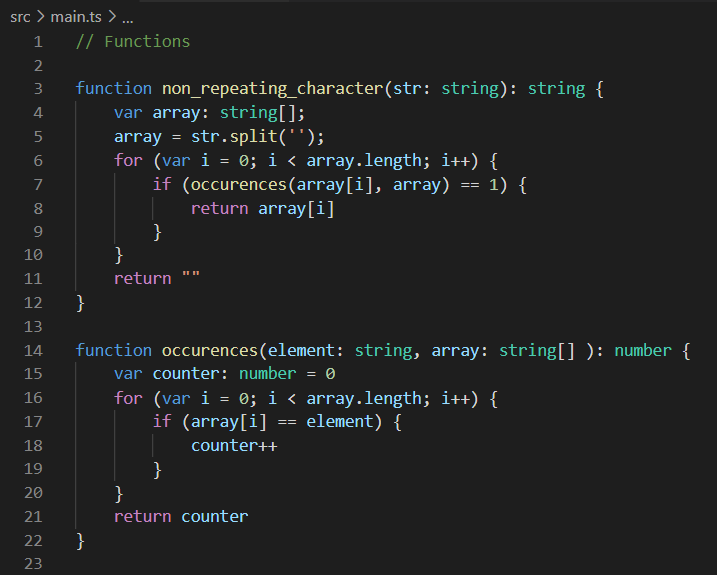 src > main.ts > ...
1 // Functions
2
3 function non_repeating_character(str: string): string {
4     var array: string[];
5     array = str.split('');
6     for (var i = 0; i < array.length; i++) {
7         if (occurences(array[i], array) == 1) {
8             return array[i]
9         }
10     }
11     return ""
12 }
13
14 function occurences(element: string, array: string[] ): number {
15     var counter: number = 0
16     for (var i = 0; i < array.length; i++) {
17         if (array[i] == element) {
18             counter++
19         }
20     }
21     return counter
22 }
23